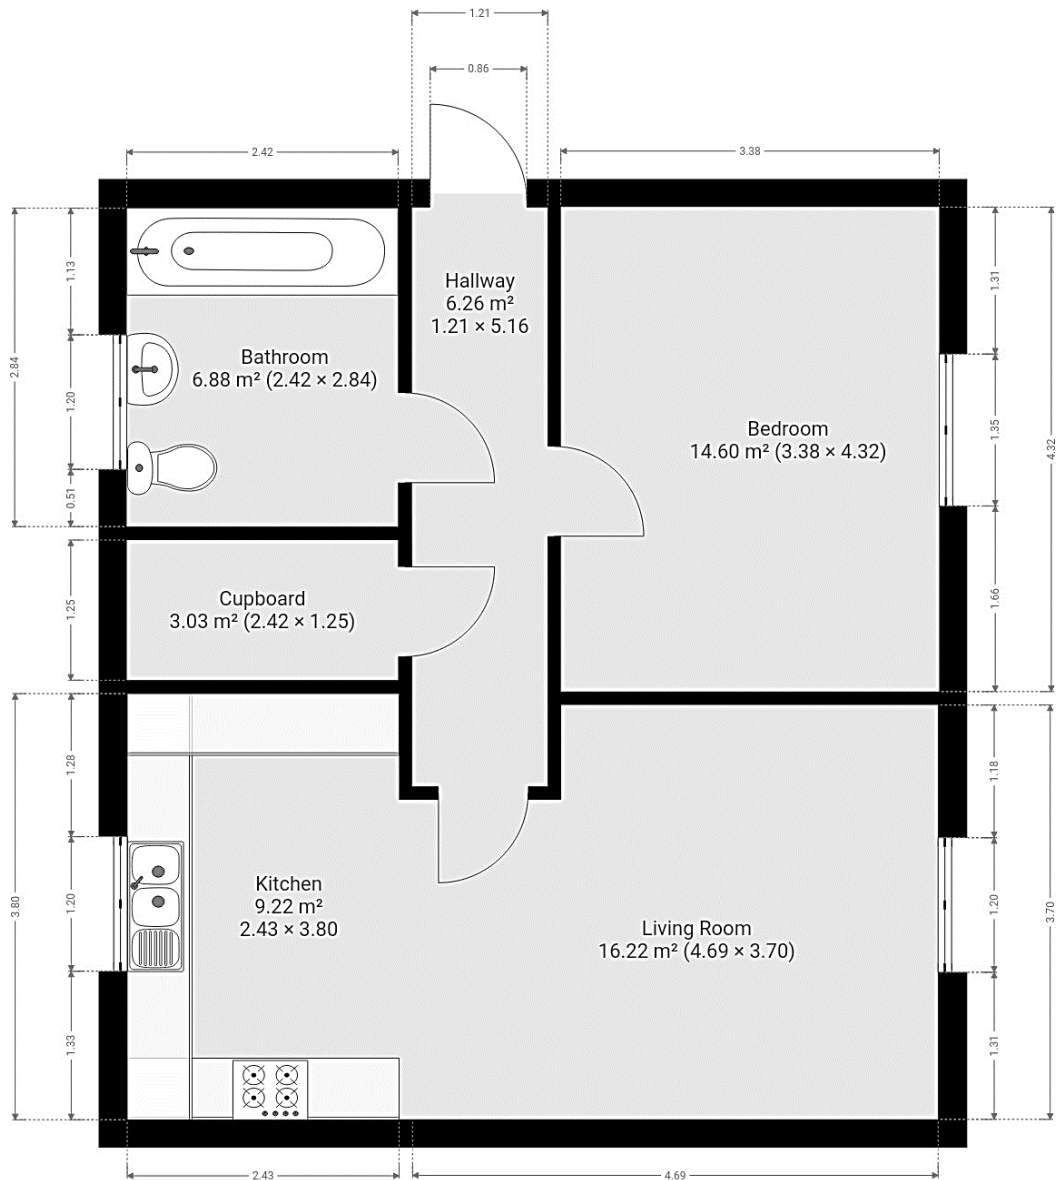 1.21
0.86
2.42
3.38
Hallway
6.26 m²
1.21 × 5.16
Bathroom
6.88 m² (2.42 × 2.84)
Bedroom
14.60 m² (3.38 × 4.32)
Cupboard
3.03 m² (2.42 × 1.25)
Kitchen
9.22 m²
2.43 × 3.80
Living Room
16.22 m² (4.69 × 3.70)
2.84
1.13
1.20
0.51
1.25
3.80
1.28
1.20
1.33
1.31
1.35
1.66
4.32
1.18
1.20
1.31
3.70
2.43
4.69